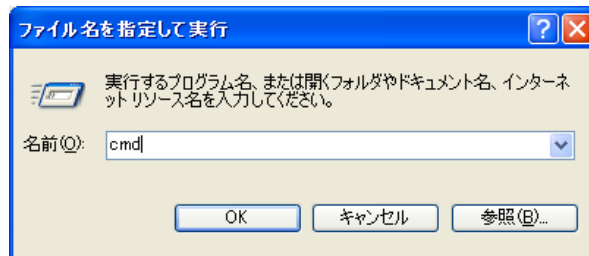 ファイル名を指定して実行
実行するプログラム名、または開くフォルダやドキュメント名、インターネ
ット リソース名を入力してください。
名前(O):
cmd
OK
キャンセル
参照(B)...